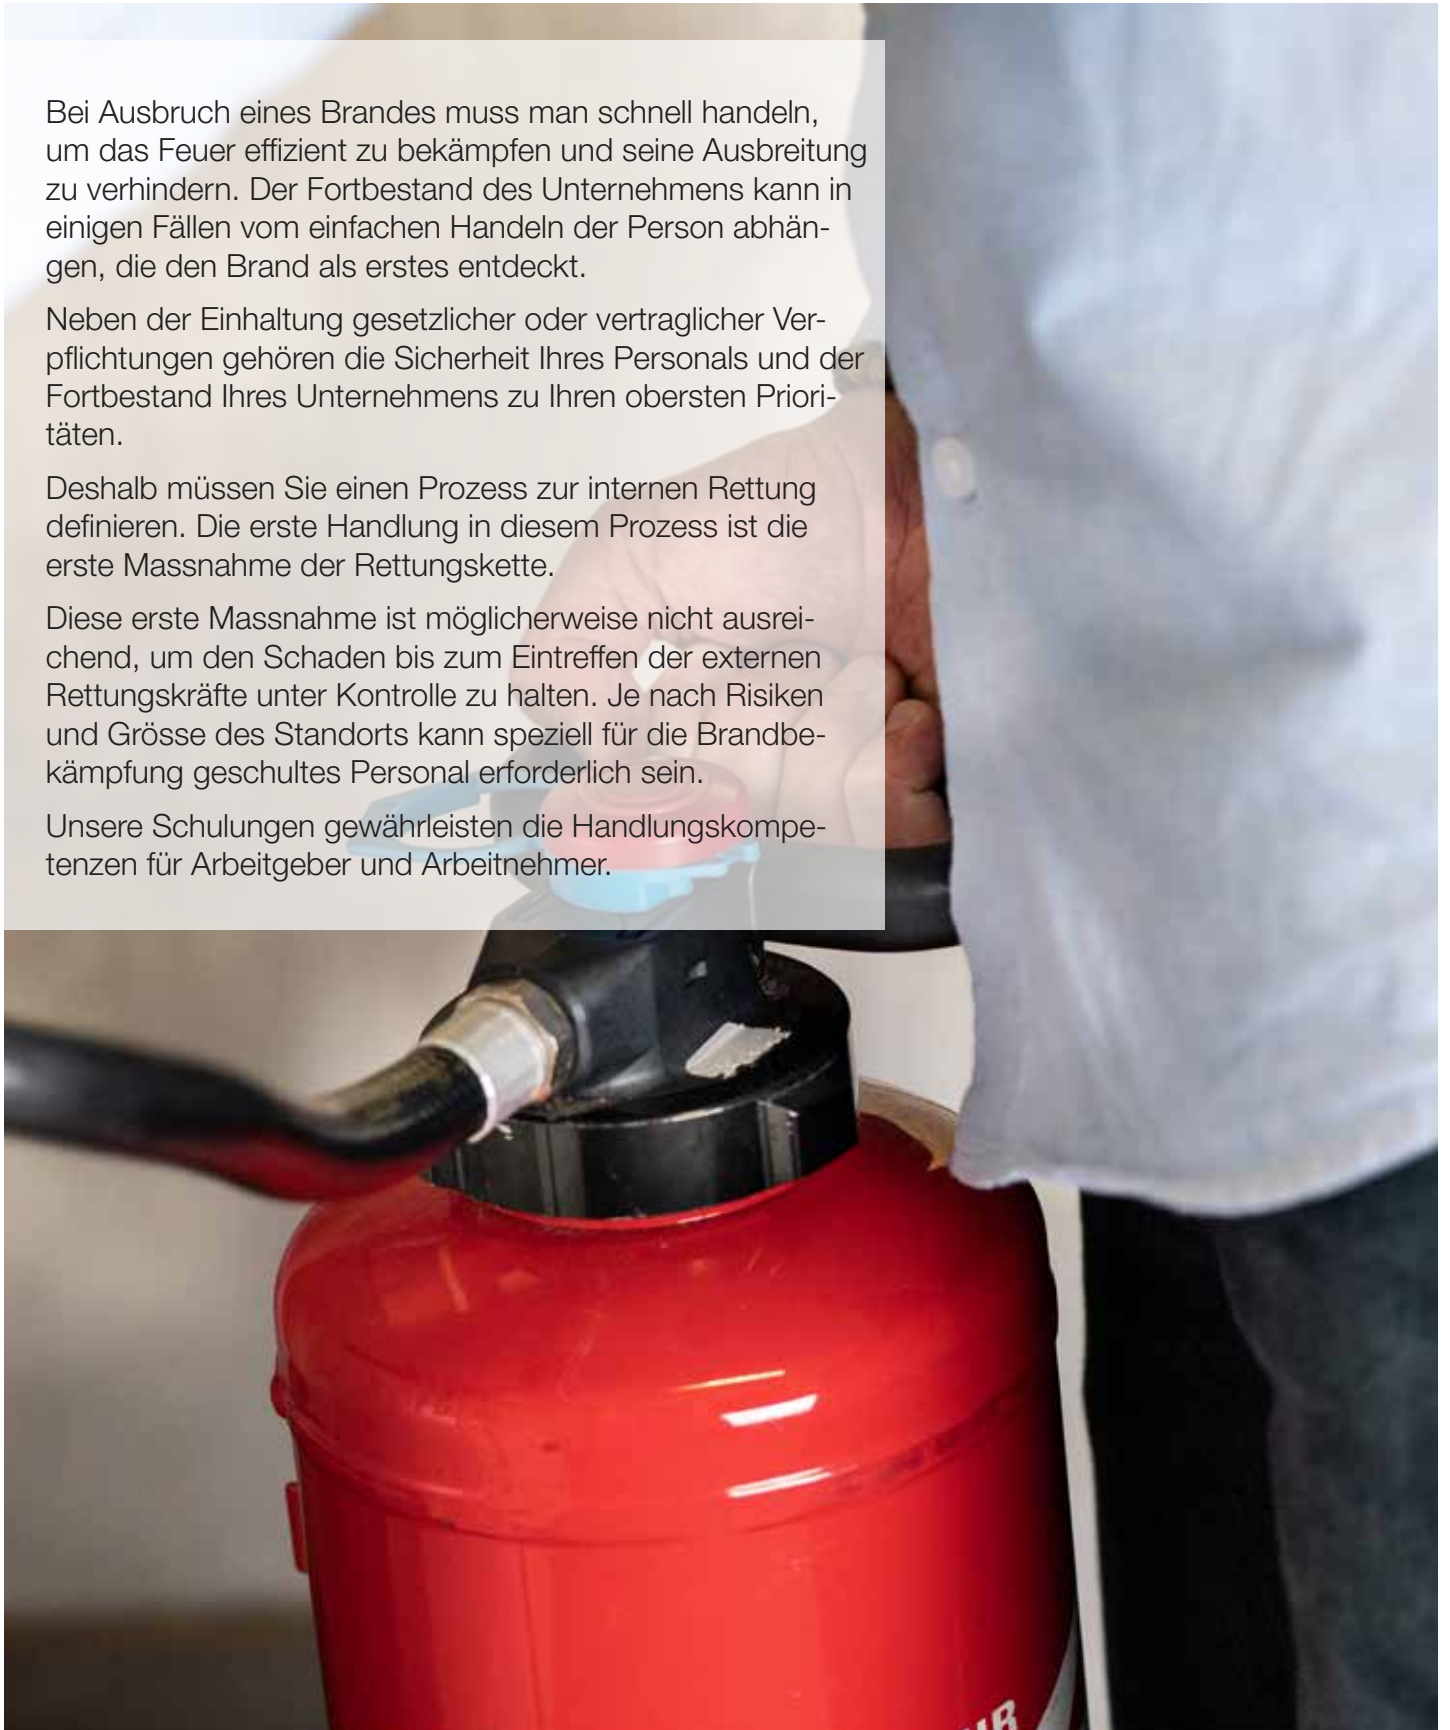 Bei Ausbruch eines Brandes muss man schnell handeln,
um das Feuer effizient zu bekämpfen und seine Ausbreitung
zu verhindern. Der Fortbestand des Unternehmens kann in
einigen Fällen vom einfachen Handeln der Person abhän-
gen, die den Brand als erstes entdeckt.
Neben der Einhaltung gesetzlicher oder vertraglicher Ver-
pflichtungen gehören die Sicherheit Ihres Personals und der
Fortbestand Ihres Unternehmens zu Ihren obersten Priori-
täten.
Deshalb müssen Sie einen Prozess zur internen Rettung
definieren. Die erste Handlung in diesem Prozess ist die
erste Massnahme der Rettungskette.
Diese erste Massnahme ist möglicherweise nicht ausrei-
chend, um den Schaden bis zum Eintreffen der externen
Rettungskräfte unter Kontrolle zu halten. Je nach Risiken
und Grösse des Standorts kann speziell für die Brandbe-
kämpfung geschultes Personal erforderlich sein.
Unsere Schulungen gewährleisten die Handlungskompe-
tenzen für Arbeitgeber und Arbeitnehmer.